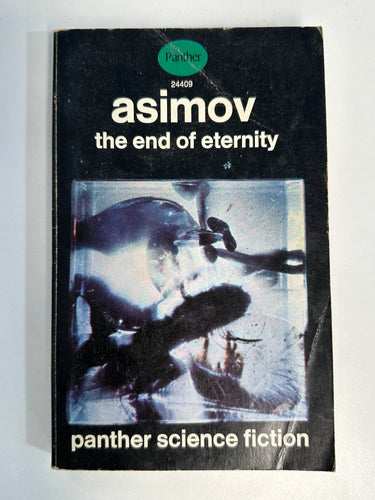 Panther
24409
asimov
the end of eternity
panther science fiction